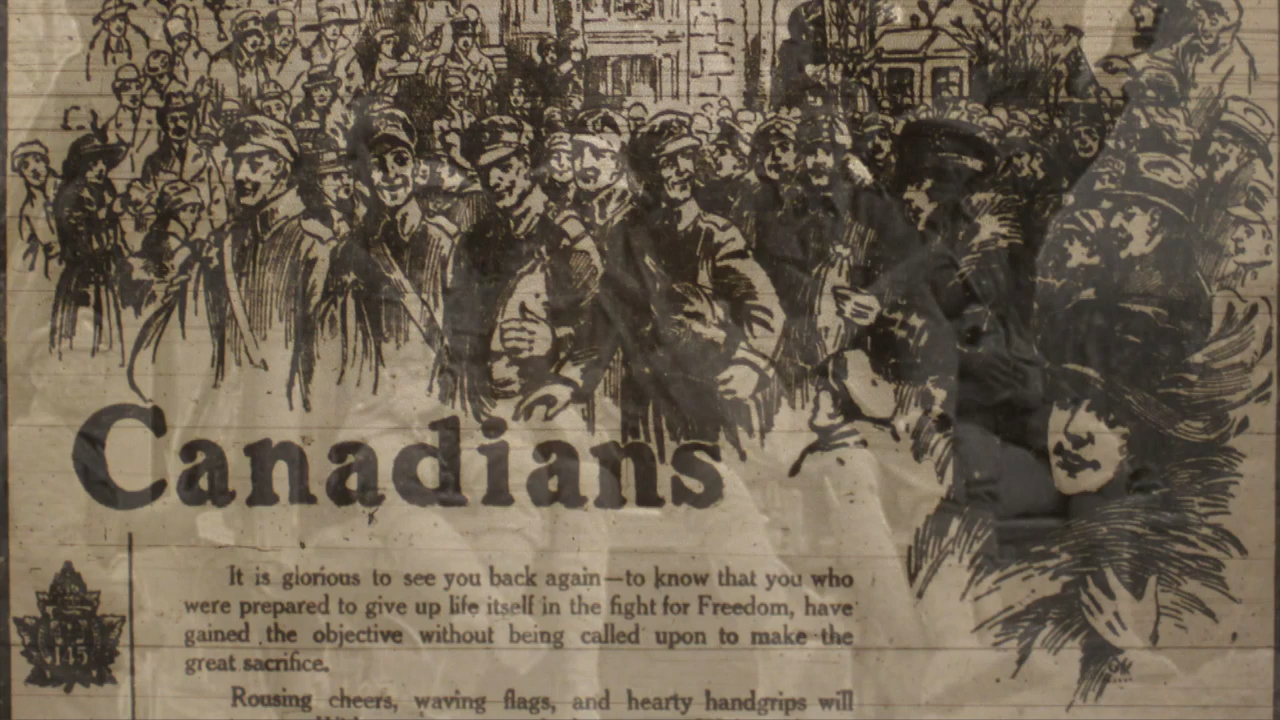 Canadians
It is glorious to see you back again—to know that you who
were prepared to give up life itself in the fight for Freedom, have
gained the objective without being called upon to make the
great sacrifice.
145
Rousing cheers, waving flags, and hearty handgrips will